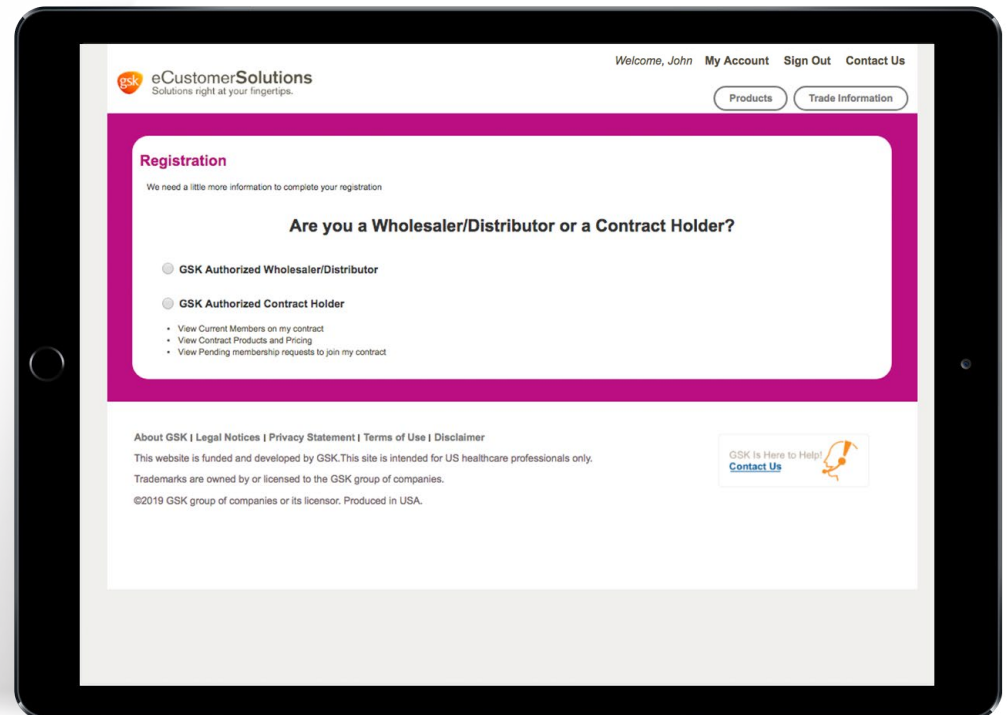 Welcome, John My Account Sign Out Contact Us
gsk eCustomerSolutions
Solutions right at your fingertips.
Products Trade Information
Registration
We need a little more information to complete your registration
Are you a Wholesaler/Distributor or a Contract Holder?
GSK Authorized Wholesaler/Distributor
GSK Authorized Contract Holder
• View Current Members on my contract
• View Contract Products and Pricing
• View Pending membership requests to join my contract
About GSK | Legal Notices | Privacy Statement | Terms of Use | Disclaimer
This website is funded and developed by GSK.This site is intended for US healthcare professionals only.
Trademarks are owned by or licensed to the GSK group of companies.
©2019 GSK group of companies or its licensor. Produced in USA.
GSK Is Here to Help!
Contact Us